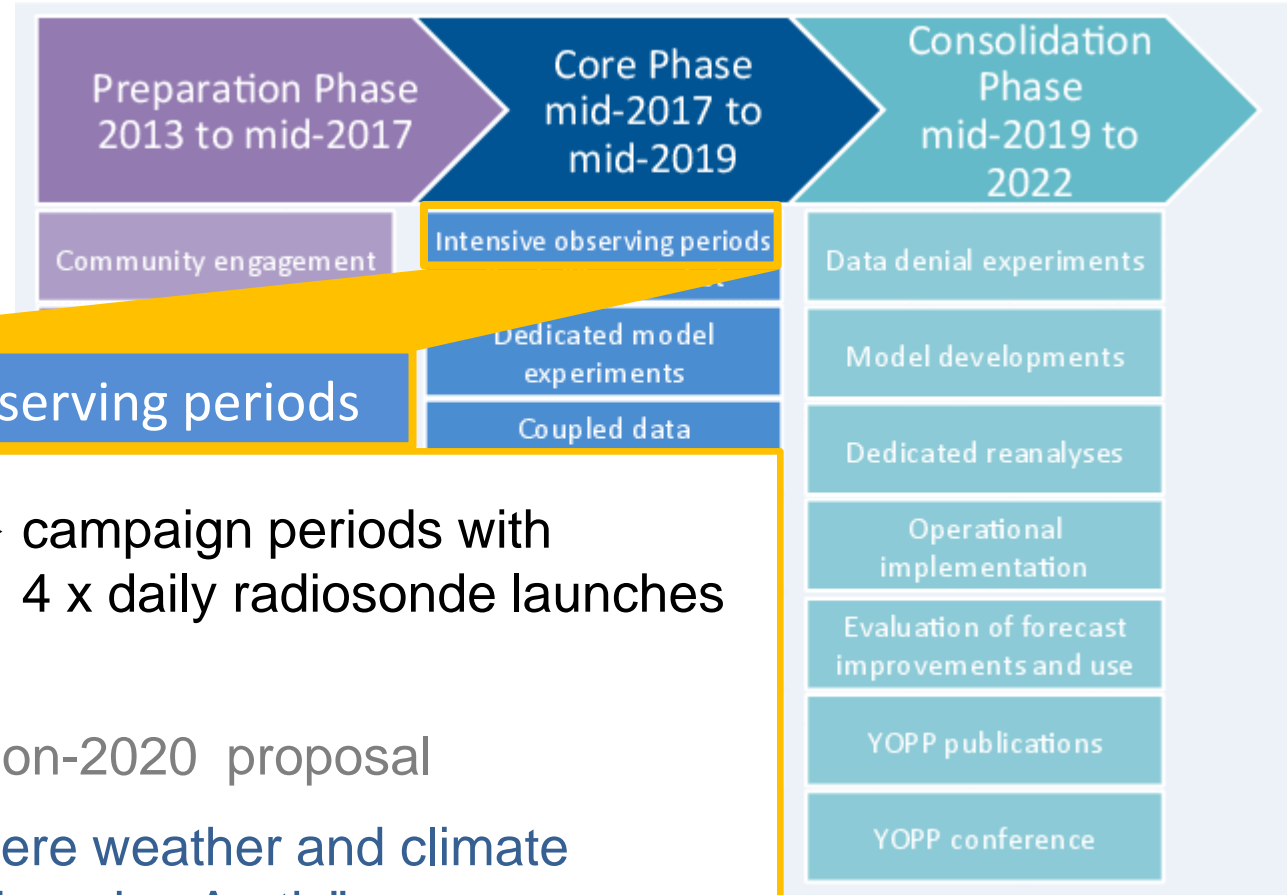 Preparation Phase
2013 to mid-2017
Core Phase
mid-2017 to
mid-2019
Consolidation
Phase
mid-2019 to
2022
Community engagement
Intensive observing periods
Dedicated model
experiments
Coupled data
Data denial experiments
Model developments
Dedicated reanalyses
Operational
implementation
Evaluation of forecast
improvements and use
YOPP publications
YOPP conference
serving periods
campaign periods with
4 x daily radiosonde launches
on-2020 proposal
ere weather and climate